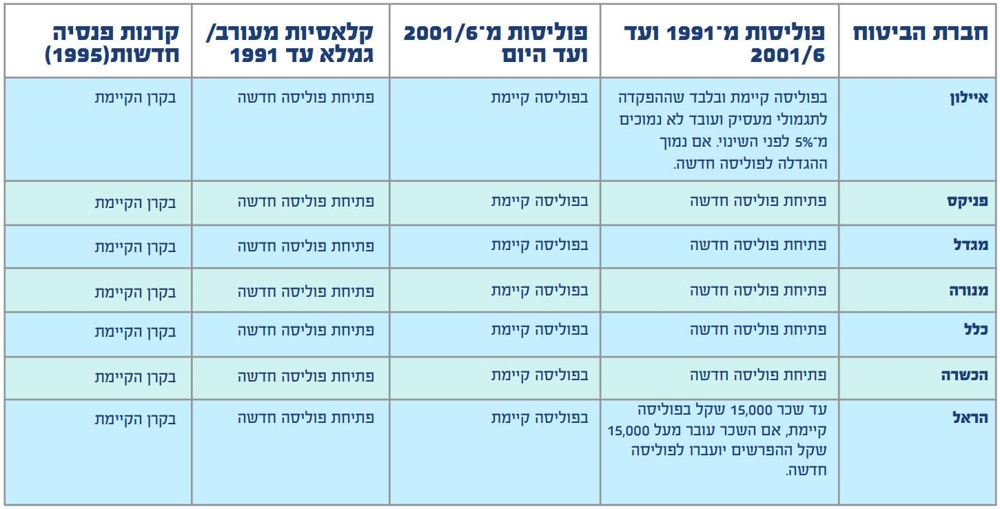 חברת הביטוח
פוליסות מ־1991 ועד
2001/6
פוליסות מ־2001/6
ועד היום
קלאסיות מעורב/
גמלא עד 1991
קרנות פנסיה
חדשות(1995)
איילון
בפוליסה קיימת ובלבד שההפקדה
לתגמולי מעסיק ועובד לא נמוכים
מ־5% לפני השינוי. אם נמוך
ההגדלה לפוליסה חדשה.
בפוליסה קיימת
פתיחת פוליסה חדשה
בקרן הקיימת
פניקס
פתיחת פוליסה חדשה
בפוליסה קיימת
פתיחת פוליסה חדשה
בקרן הקיימת
מגדל
פתיחת פוליסה חדשה
בפוליסה קיימת
פתיחת פוליסה חדשה
בקרן הקיימת
מנורה
פתיחת פוליסה חדשה
בפוליסה קיימת
פתיחת פוליסה חדשה
בקרן הקיימת
כלל
פתיחת פוליסה חדשה
בפוליסה קיימת
פתיחת פוליסה חדשה
בקרן הקיימת
הכשרה
פתיחת פוליסה חדשה
בפוליסה קיימת
פתיחת פוליסה חדשה
בקרן הקיימת
הראל
עד שכר 15,000 שקל בפוליסה
קיימת, אם השכר עובר מעל 15,000
שקל ההפרשים יועברו לפוליסה
חדשה.
בפוליסה קיימת
פתיחת פוליסה חדשה
בקרן הקיימת